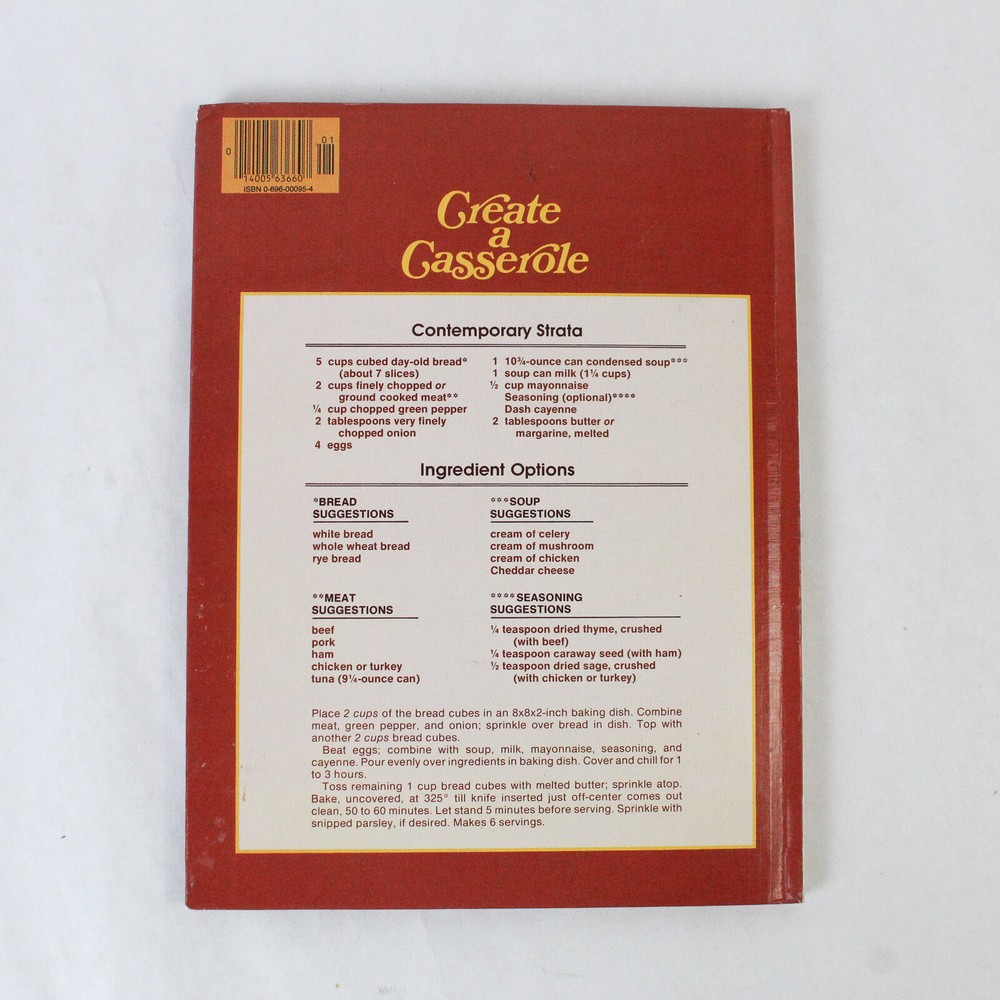 01
0
14005 63660
ISBN 0-696-00095-4
Create
a
Casserole
Contemporary Strata
5 cups cubed day-old bread*
(about 7 slices)
2 cups finely chopped or
ground cooked meat**
¼ cup chopped green pepper
2 tablespoons very finely
chopped onion
4 eggs
1 10¾-ounce can condensed soup***
1 soup can milk (1¼ cups)
½ cup mayonnaise
Seasoning (optional)****
Dash cayenne
2 tablespoons butter or
margarine, melted
Ingredient Options
*BREAD
SUGGESTIONS
white bread
whole wheat bread
rye bread
***SOUP
SUGGESTIONS
cream of celery
cream of mushroom
cream of chicken
Cheddar cheese
**MEAT
SUGGESTIONS
beef
pork
ham
chicken or turkey
tuna (9¼-ounce can)
****SEASONING
SUGGESTIONS
¼ teaspoon dried thyme, crushed
(with beef)
¼ teaspoon caraway seed (with ham)
½ teaspoon dried sage, crushed
(with chicken or turkey)
Place 2 cups of the bread cubes in an 8x8x2-inch baking dish. Combine
meat, green pepper, and onion; sprinkle over bread in dish. Top with
another 2 cups bread cubes.
Beat eggs; combine with soup, milk, mayonnaise, seasoning, and
cayenne. Pour evenly over ingredients in baking dish. Cover and chill for 1
to 3 hours.
Toss remaining 1 cup bread cubes with melted butter; sprinkle atop.
Bake, uncovered, at 325° till knife inserted just off-center comes out
clean, 50 to 60 minutes. Let stand 5 minutes before serving. Sprinkle with
snipped parsley, if desired. Makes 6 servings.